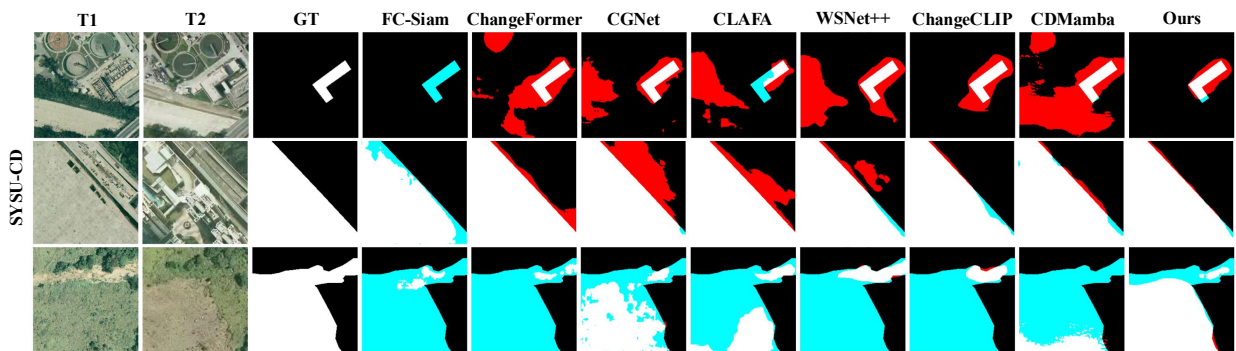 T1 T2 GT FC-Siam ChangeFormer CGNet CLAFA WSNet++ ChangeCLIP CDMamba Ours
SYSU-CD